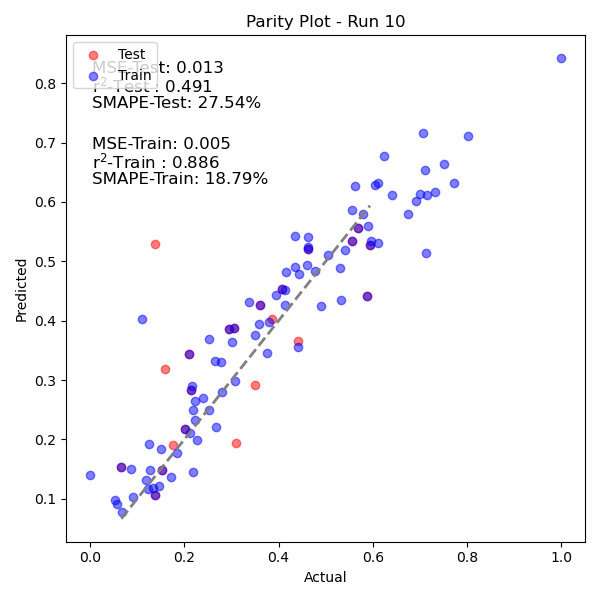 Parity Plot - Run 10
Test
Train
MSE-Test: 0.013
r²-Test : 0.491
SMAPE-Test: 27.54%
MSE-Train: 0.005
r²-Train : 0.886
SMAPE-Train: 18.79%
Predicted
0.8
0.7
0.6
0.5
0.4
0.3
0.2
0.1
0.0 0.2 0.4 0.6 0.8 1.0
Actual